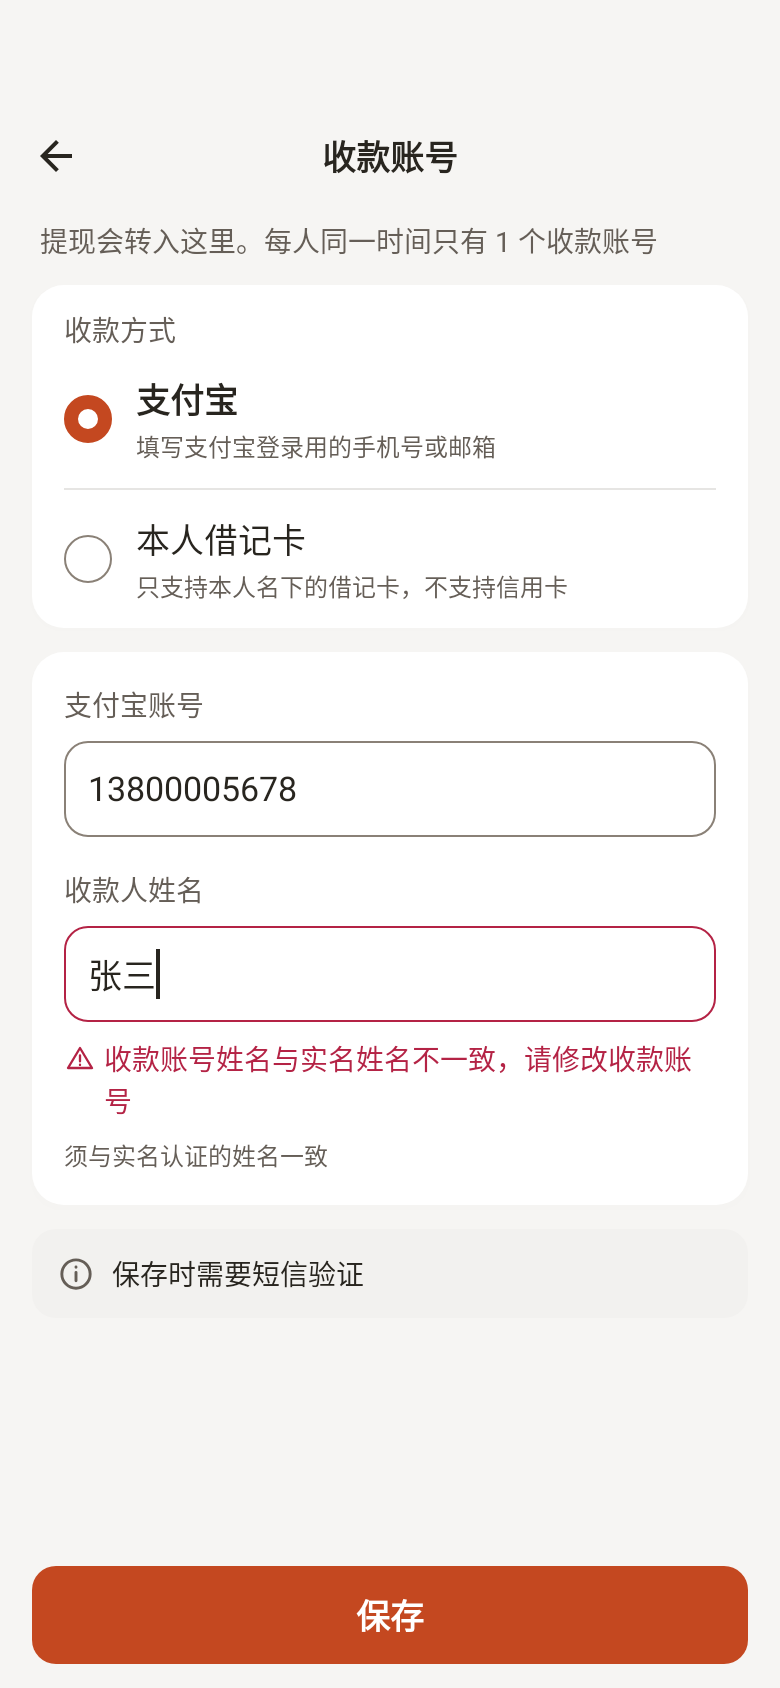 收款账号
提现会转入这里。每人同一时间只有 1 个收款账号
收款方式
支付宝
填写支付宝登录用的手机号或邮箱
本人借记卡
只支持本人名下的借记卡，不支持信用卡
支付宝账号
13800005678
收款人姓名
张三
收款账号姓名与实名姓名不一致，请修改收款账
号
须与实名认证的姓名一致
保存时需要短信验证
保存